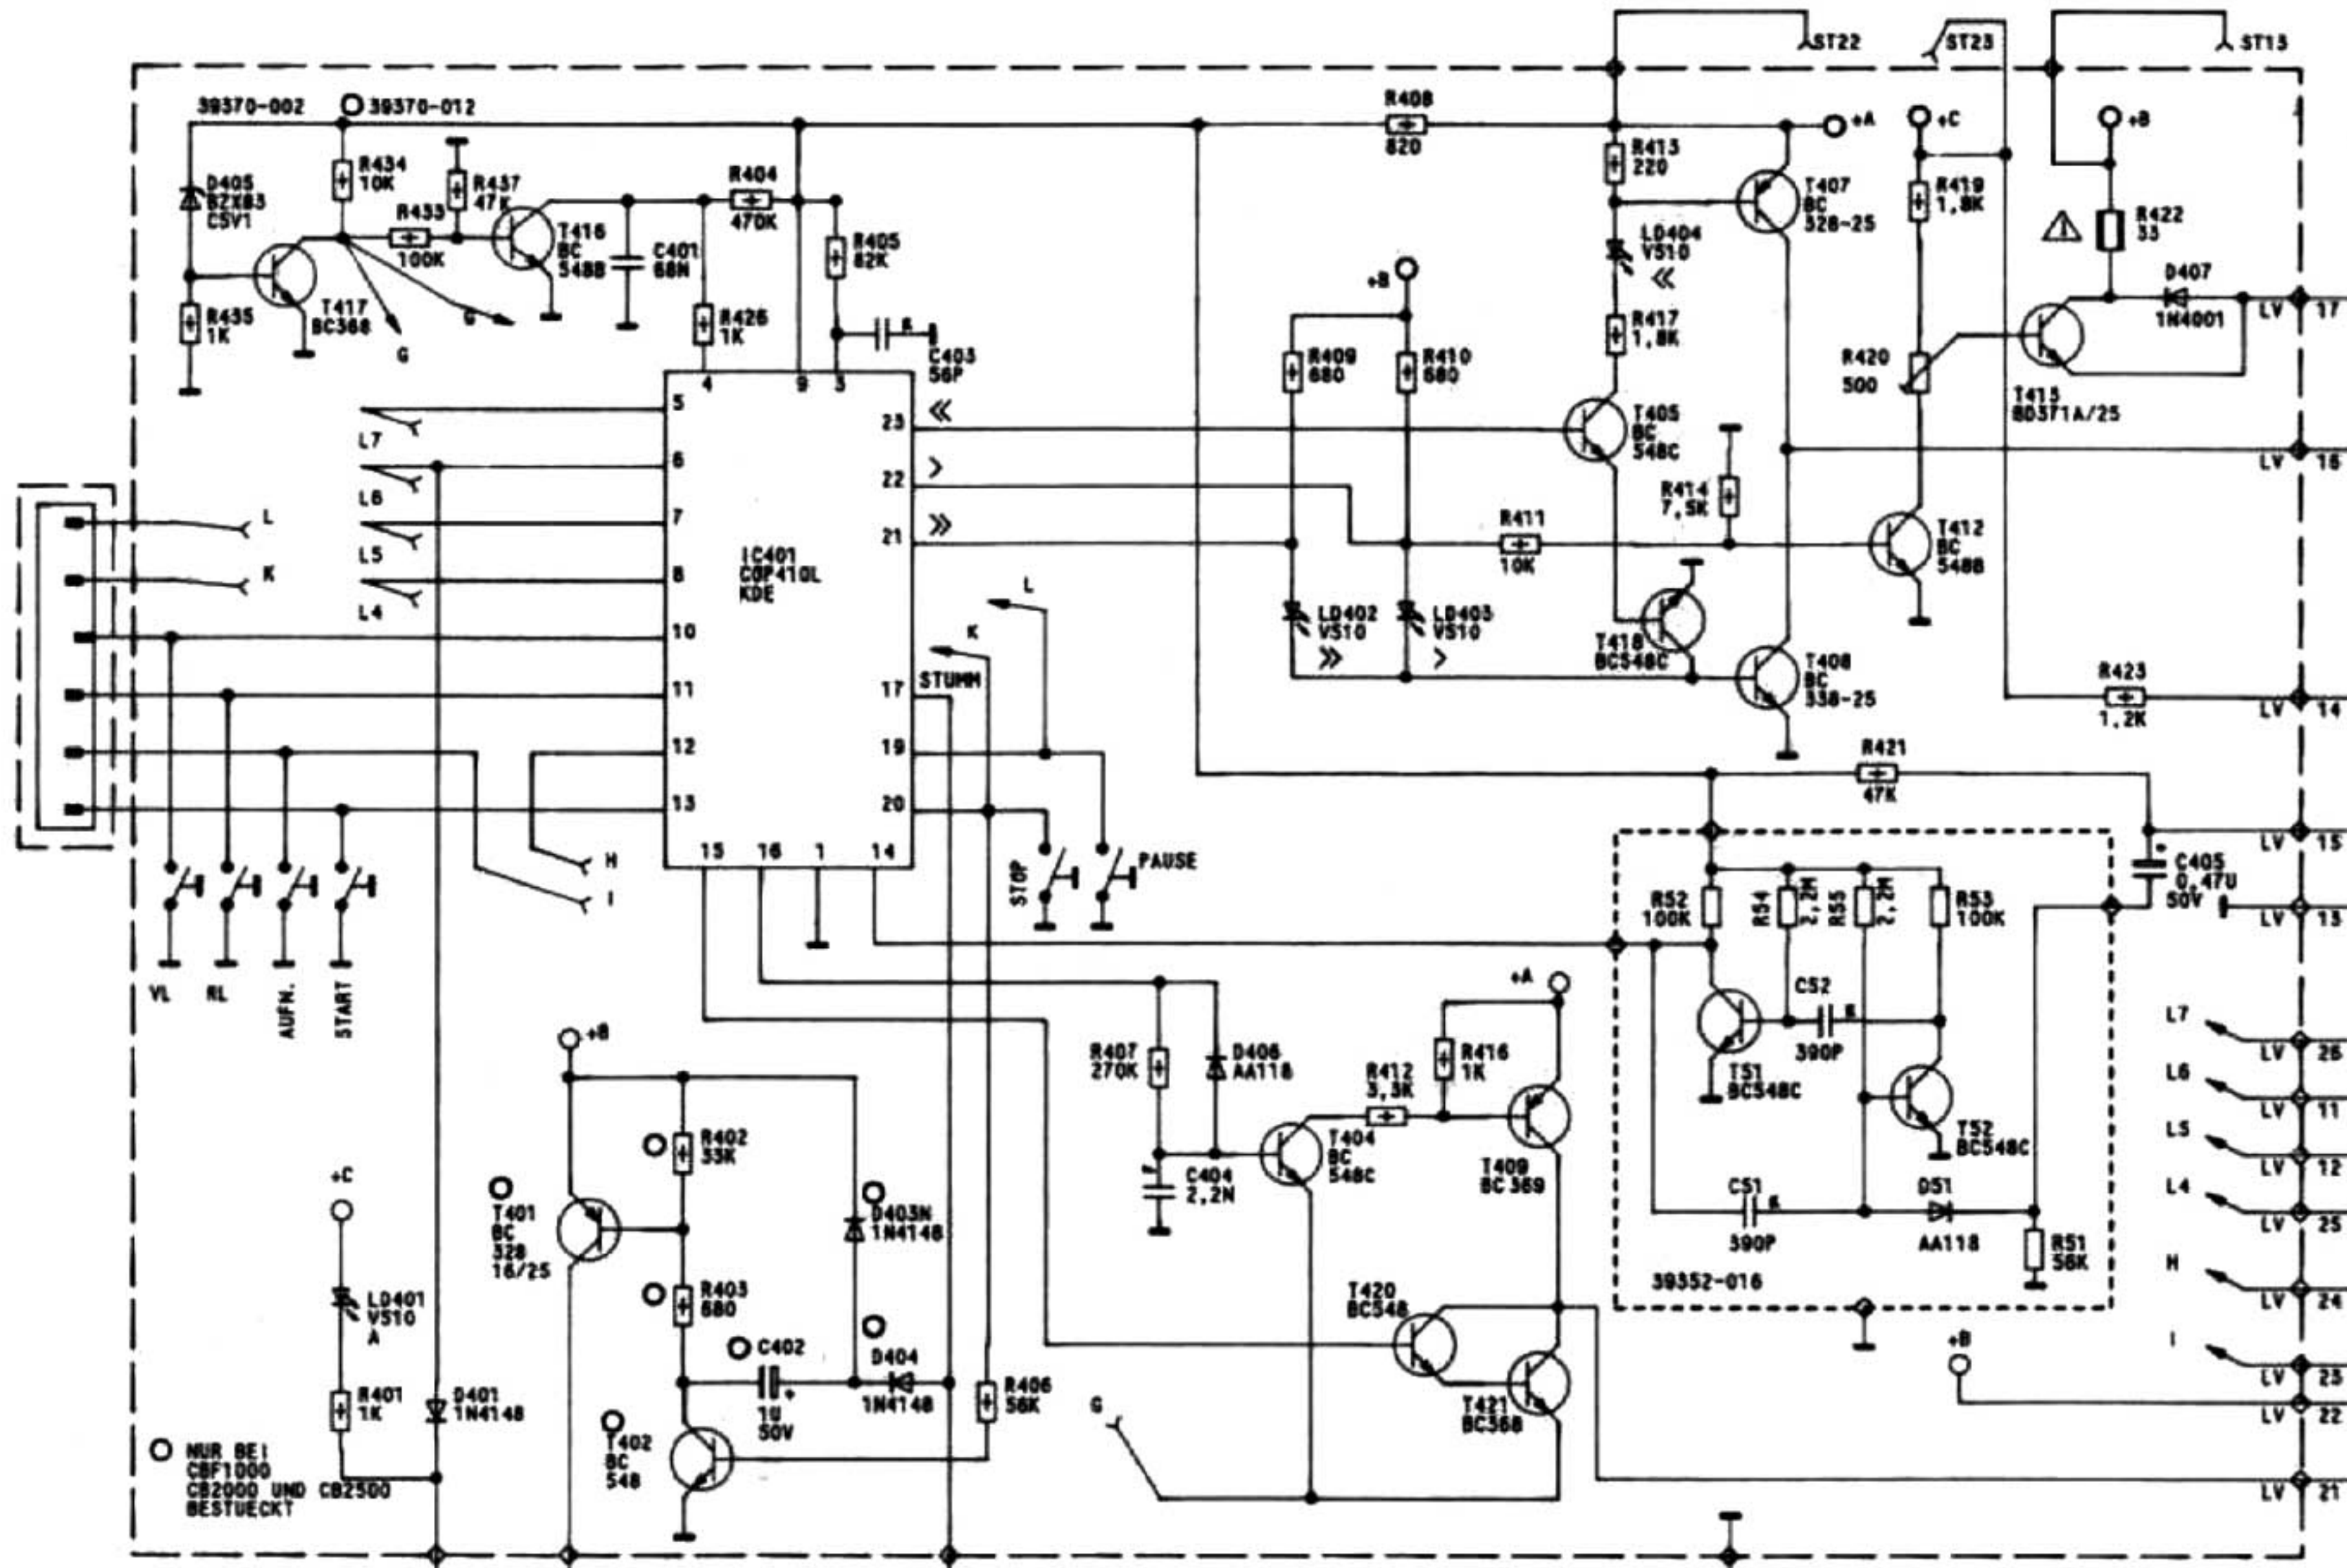 ST22
ST23
ST13
39370-002
39370-012
R408
820
+A
+C
+B
D405
BZX83
C5V1
R434
10K
R433
100K
R437
47K
T416
BC
548B
T417
BC368
R435
1K
G
G
C401
68N
R404
470K
R405
82K
R426
1K
C403
56P
R413
220
T407
BC
328-25
LD404
V510
«
R417
1,8K
R419
1,8K
R422
33
D407
1N4001
LV 17
R420
500
T413
BD371A/25
+B
R409
680
R410
680
T405
BC
548C
LV 16
4
9
3
5
6
7
8
10
11
12
13
23
22
21
17
19
20
15
16
1
14
«
>
»
IC401
COP410L
KDE
STUMM
L7
L6
L5
L4
L
K
L
K
R414
7,5K
R411
10K
T412
BC
548B
LD402
V510
»
LD403
V510
>
T418
BC548C
T408
BC
338-25
R423
1,2K
LV 14
R421
47K
LV 15
C405
0,47U
50V
LV 13
H
I
STOP
PAUSE
VL
RL
AUFN.
START
R52
100K
R54
2,2M
R55
2,2M
R53
100K
C52
390P
T51
BC548C
T52
BC548C
C51
390P
D51
AA118
R51
56K
39352-016
+B
R402
33K
T401
BC
328
16/25
D403N
1N4148
R403
680
C402
1U
50V
D404
1N4148
R406
56K
T402
BC
548
+C
LD401
V510
A
R401
1K
D401
1N4148
NUR BEI
CBF1000
CB2000 UND CB2500
BESTUECKT
R407
270K
D406
AA118
C404
2,2N
T404
BC
548C
R412
3,3K
R416
1K
+A
T409
BC369
T420
BC548
T421
BC368
G
L7
LV 26
L6
LV 11
L5
LV 12
L4
LV 25
H
LV 24
I
LV 23
+B
LV 22
LV 21